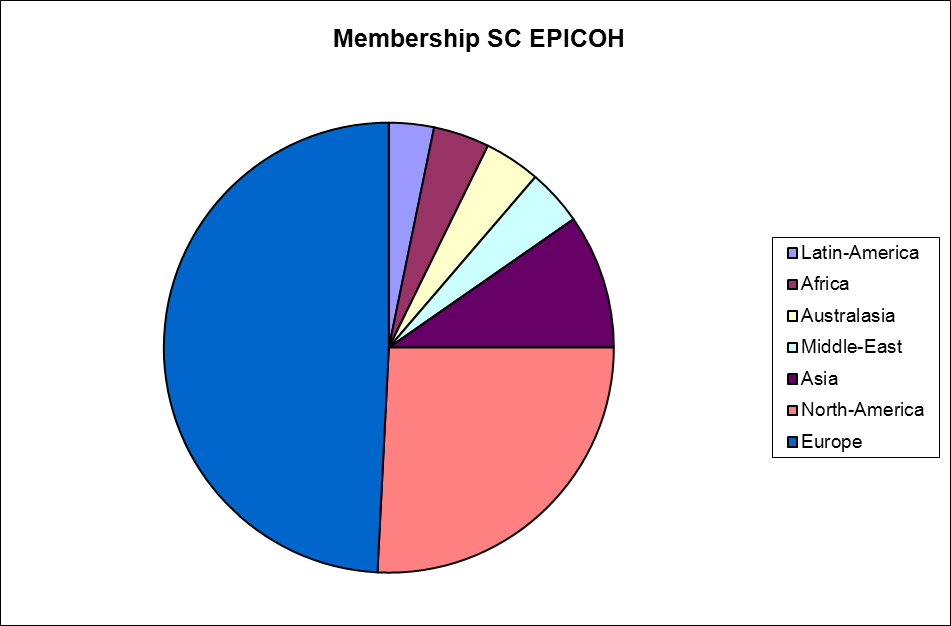 Membership SC EPICOH
Latin-America
Africa
Australasia
Middle-East
Asia
North-America
Europe